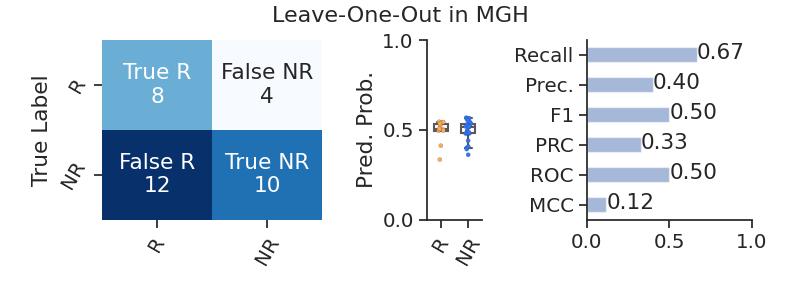 Leave-One-Out in MGH
True Label
R
NR
True R
8
False NR
4
False R
12
True NR
10
R
NR
Pred. Prob.
1.0
0.5
0.0
R
NR
Recall
0.67
Prec.
0.40
F1
0.50
PRC
0.33
ROC
0.50
MCC
0.12
0.0
0.5
1.0